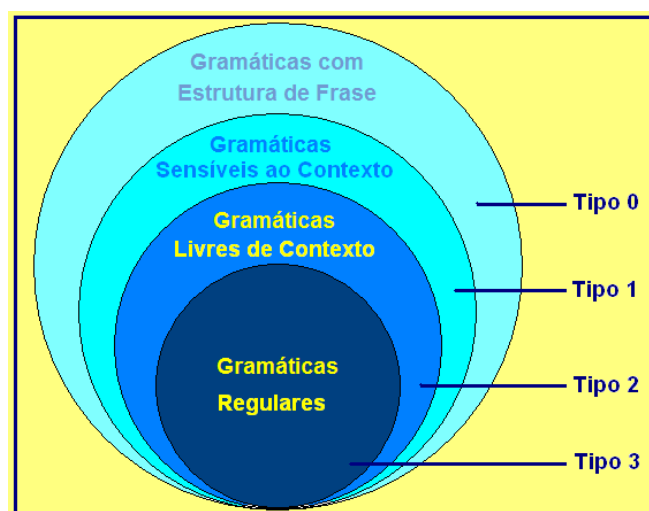 Gramáticas com
Estrutura de Frase
Gramáticas
Sensíveis ao Contexto
Gramáticas
Livres de Contexto
Gramáticas
Regulares
Tipo 0
Tipo 1
Tipo 2
Tipo 3